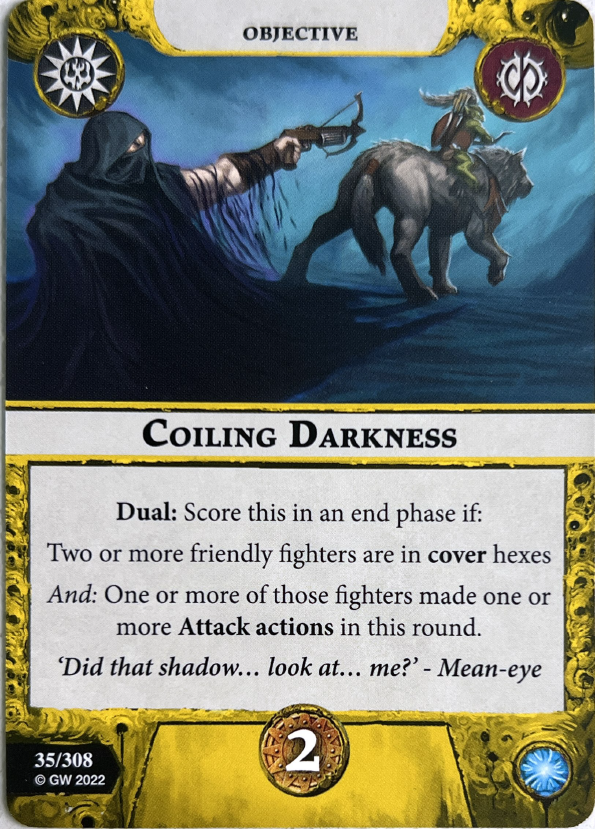 OBJECTIVE
COILING DARKNESS
Dual: Score this in an end phase if:
Two or more friendly fighters are in cover hexes
And: One or more of those fighters made one or
more Attack actions in this round.
‘Did that shadow... look at... me?’ - Mean-eye
2
35/308
© GW 2022